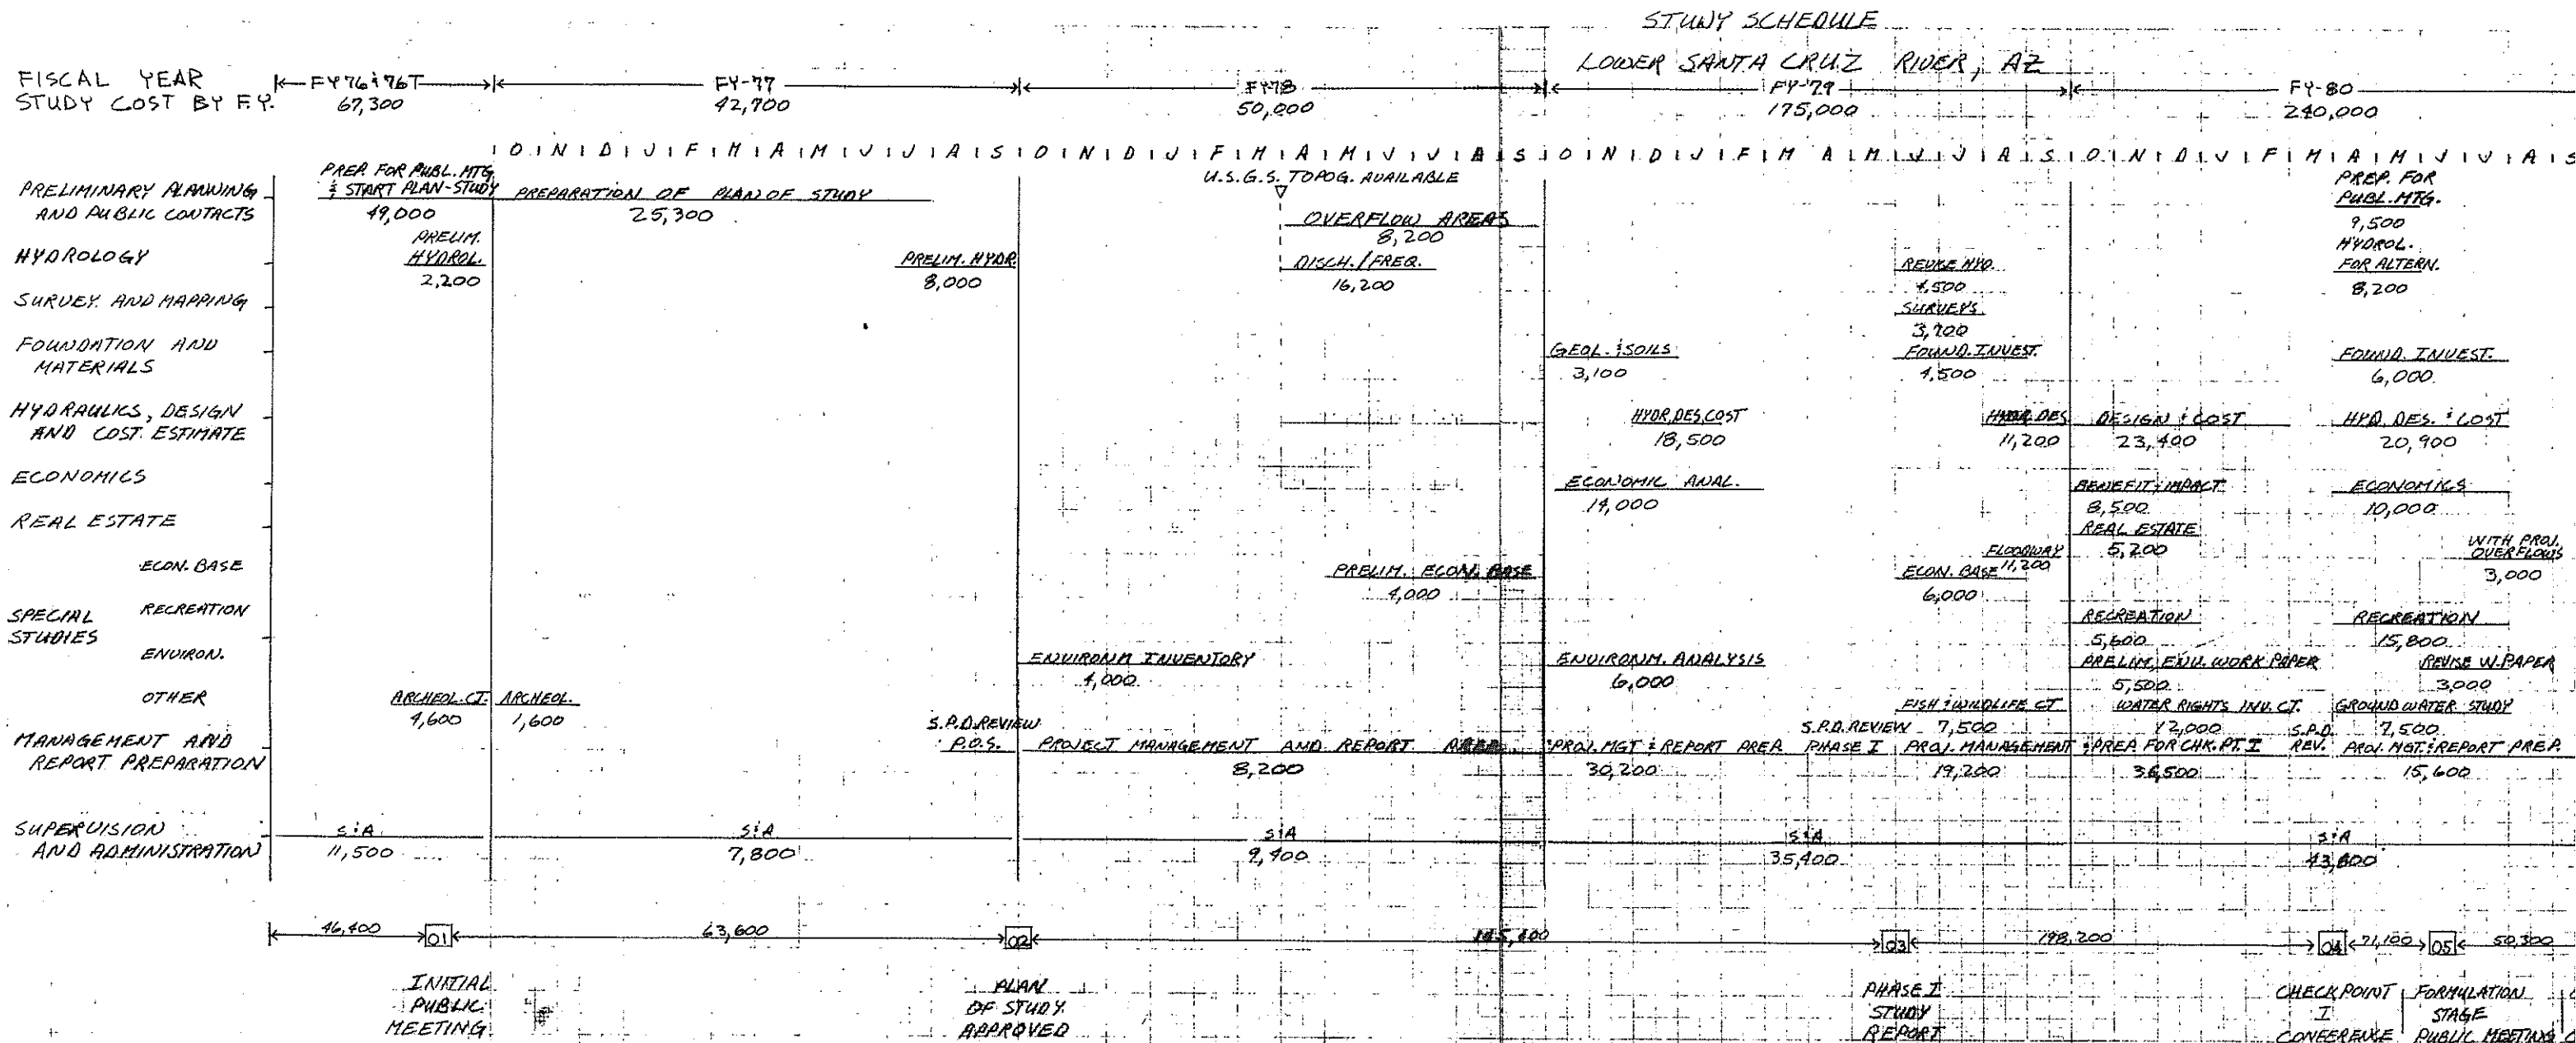 STUDY SCHEDULE
LOWER SANTA CRUZ RIVER, AZ
FISCAL YEAR
STUDY COST BY F.Y.
FY 76 & 76T
67,300
FY-77
42,700
FY78
50,000
FY-79
175,000
FY-80
240,000
O N D J F M A M J J A S O N D J F M A M J J A S O N D J F M A M J J A S O N D J F M A M J J A S
PRELIMINARY PLANNING
AND PUBLIC CONTACTS
PREP. FOR PUBL. MTG.
& START PLAN-STUDY
49,000
PREPARATION OF PLAN OF STUDY
25,300
U.S.G.S. TOPOG. AVAILABLE
OVERFLOW AREAS
8,200
PREP. FOR
PUBL. MTG.
9,500
HYDROLOGY
PRELIM.
HYDROL.
2,200
PRELIM. HYDR.
8,000
DISCH./FREQ.
16,200
REVISE HYD.
4,500
HYDROL.
FOR ALTERN.
8,200
SURVEY AND MAPPING
SURVEYS
3,700
FOUNDATION AND
MATERIALS
GEOL. & SOILS
3,100
FOUND. INVEST.
4,500
FOUND. INVEST.
6,000
HYDRAULICS, DESIGN
AND COST ESTIMATE
HYDR, DES, COST
18,500
HYDR. DES.
11,200
DESIGN & COST
23,400
HYD. DES. & COST
20,900
ECONOMICS
ECONOMIC ANAL.
14,000
BENEFIT & IMPACT
8,500
ECONOMICS
10,000
REAL ESTATE
REAL ESTATE
5,200
SPECIAL
STUDIES
ECON. BASE
PRELIM. ECON. BASE
4,000
FLOODWAY
11,200
ECON. BASE
6,000
WITH PROJ.
OVERFLOWS
3,000
RECREATION
RECREATION
5,600
RECREATION
15,800
ENVIRON.
ENVIRONM INVENTORY
4,000
ENVIRONM. ANALYSIS
6,000
PRELIM. ENV. WORK PAPER
5,500
REVISE W. PAPER
3,000
OTHER
ARCHEOL. CT.
4,600
ARCHEOL.
1,600
FISH & WILDLIFE CT
7,500
WATER RIGHTS INV. CT.
12,000
GROUND WATER STUDY
7,500
MANAGEMENT AND
REPORT PREPARATION
S.P.D. REVIEW
P.O.S.
PROJECT MANAGEMENT AND REPORT
8,200
PROJ. MGT & REPORT PREP.
30,200
S.P.D. REVIEW
PHASE I
PROJ. MANAGEMENT
19,200
& PREP. FOR CHK. PT. I
36,500
S.P.D.
REV.
PROJ. MGT. & REPORT PREP.
15,600
SUPERVISION
AND ADMINISTRATION
S & A
11,500
S & A
7,800
S & A
9,400
S & A
35,400
S & A
46,400
01
63,600
02
03
198,200
04
71,100
05
50,300
INITIAL
PUBLIC
MEETING
PLAN
OF STUDY
APPROVED
PHASE I
STUDY
REPORT
CHECKPOINT
I
CONFERENCE
FORMULATION
STAGE
PUBLIC MEETING